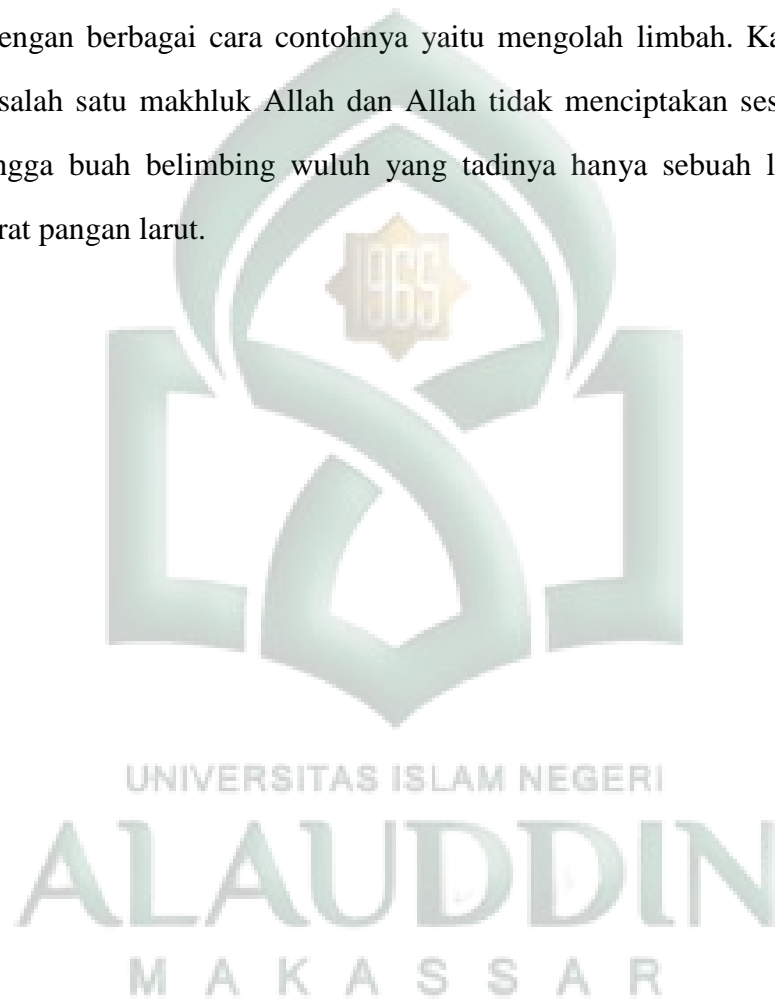 engan berbagai cara contohnya yaitu mengolah limbah. Ka
salah satu makhluk Allah dan Allah tidak menciptakan ses
ngga buah belimbing wuluh yang tadinya hanya sebuah l
rat pangan larut.
1965
UNIVERSITAS ISLAM NEGERI
ALAUDDIN
MAKASSAR